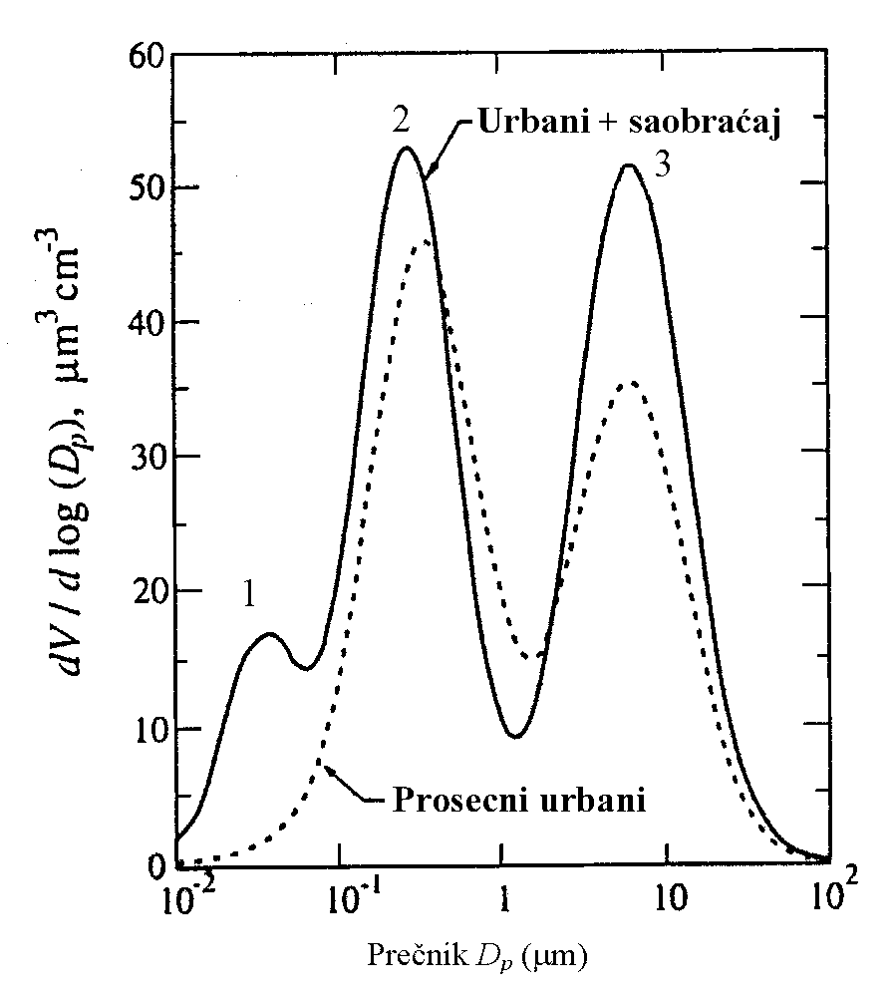 60
2
Urbani + saobraćaj
3
50
dV / d log (Dₚ), μm³ cm⁻³
40
30
1
20
10
Prosecni urbani
0
10⁻² 10⁻¹ 1 10 10²
Prečnik Dₚ (μm)